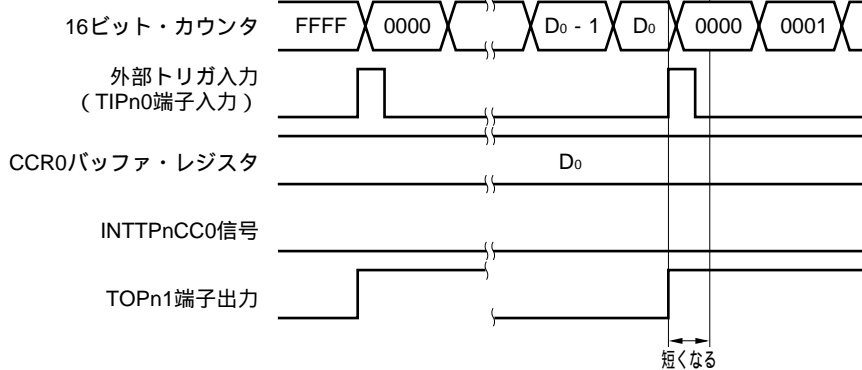 16ビット・カウンタ FFFF 0000 D0 - 1 D0 0000 0001
外部トリガ入力
（TIPn0端子入力）
CCR0バッファ・レジスタ D0
INTTPnCC0信号
TOPn1端子出力
短くなる